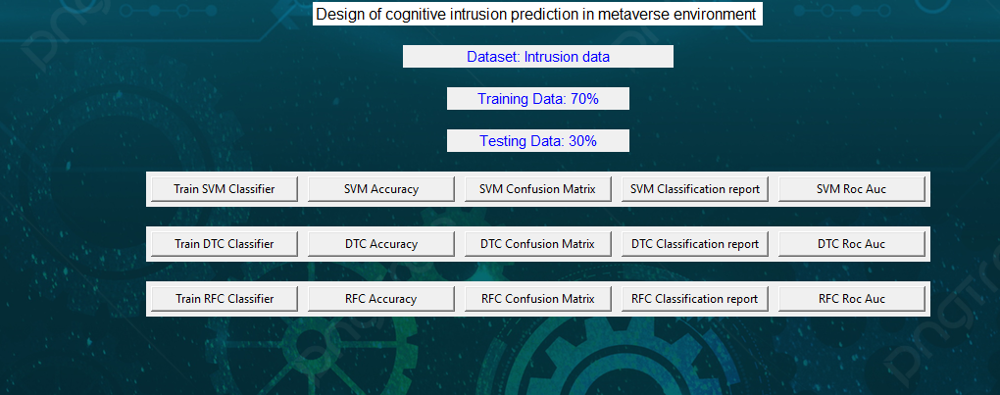 Design of cognitive intrusion prediction in metaverse environment
Dataset: Intrusion data
Training Data: 70%
Testing Data: 30%
Train SVM Classifier SVM Accuracy SVM Confusion Matrix SVM Classification report SVM Roc Auc
Train DTC Classifier DTC Accuracy DTC Confusion Matrix DTC Classification report DTC Roc Auc
Train RFC Classifier RFC Accuracy RFC Confusion Matrix RFC Classification report RFC Roc Auc